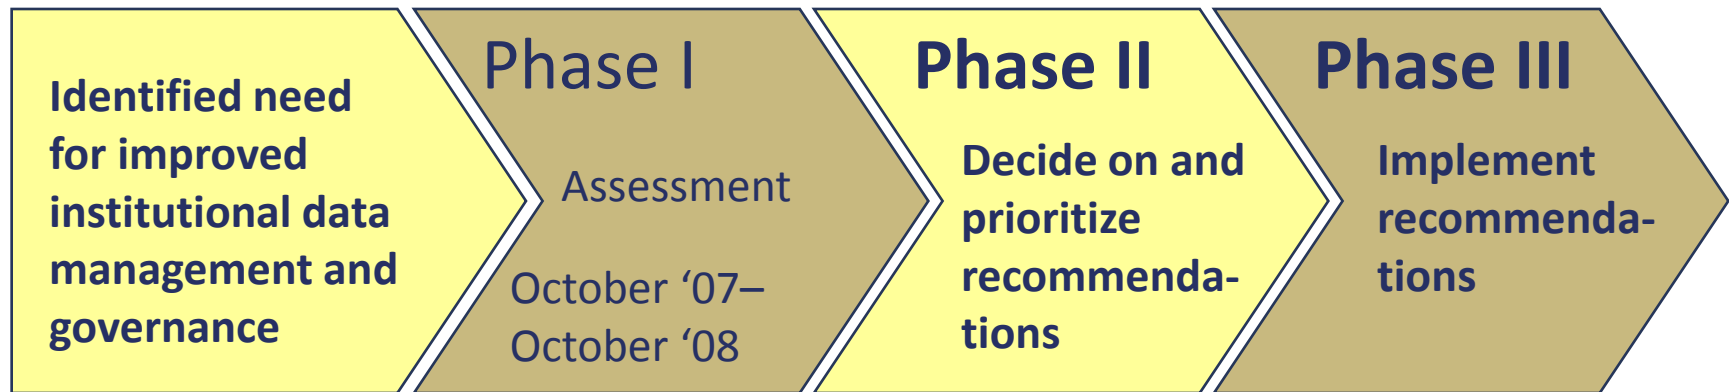 Identified need
for improved
institutional data
management and
governance
Phase I
Assessment
October ‘07–
October ‘08
Phase II
Decide on and
prioritize
recommenda-
tions
Phase III
Implement
recommenda-
tions